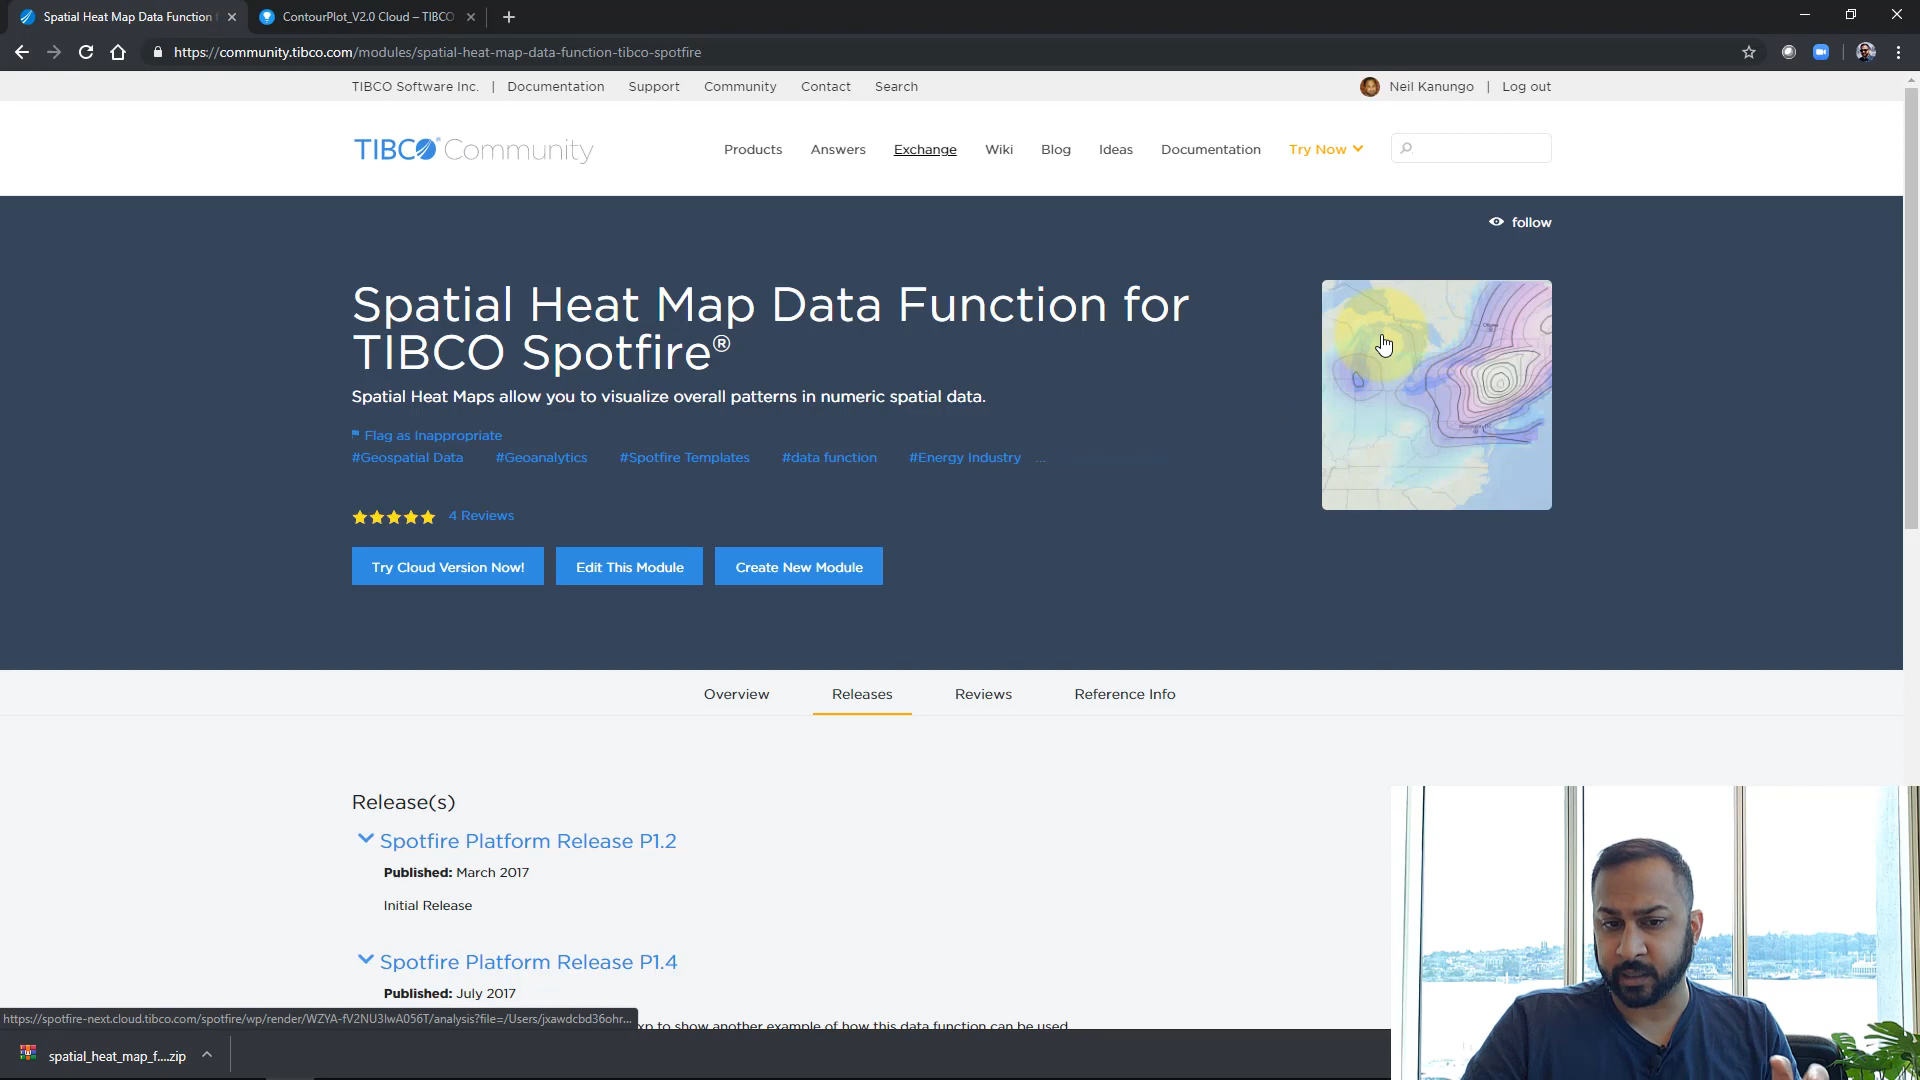 Spatial Heat Map Data Function
ContourPlot_V2.0 Cloud – TIBCO
https://community.tibco.com/modules/spatial-heat-map-data-function-tibco-spotfire
TIBCO Software Inc. | Documentation Support Community Contact Search
Neil Kanungo | Log out
TIBCO Community
Products Answers Exchange Wiki Blog Ideas Documentation Try Now
follow
Spatial Heat Map Data Function for
TIBCO Spotfire®
Spatial Heat Maps allow you to visualize overall patterns in numeric spatial data.
Flag as Inappropriate
#Geospatial Data #Geoanalytics #Spotfire Templates #data function #Energy Industry ...
4 Reviews
Try Cloud Version Now! Edit This Module Create New Module
Overview Releases Reviews Reference Info
Release(s)
Spotfire Platform Release P1.2
Published: March 2017
Initial Release
Spotfire Platform Release P1.4
Published: July 2017
https://spotfire-next.cloud.tibco.com/spotfire/wp/render/WZYA-fV2NU3lwA056T/analysis?file=/Users/jxawdcbd36ohr...
to show another example of how this data function can be used
spatial_heat_map_f....zip